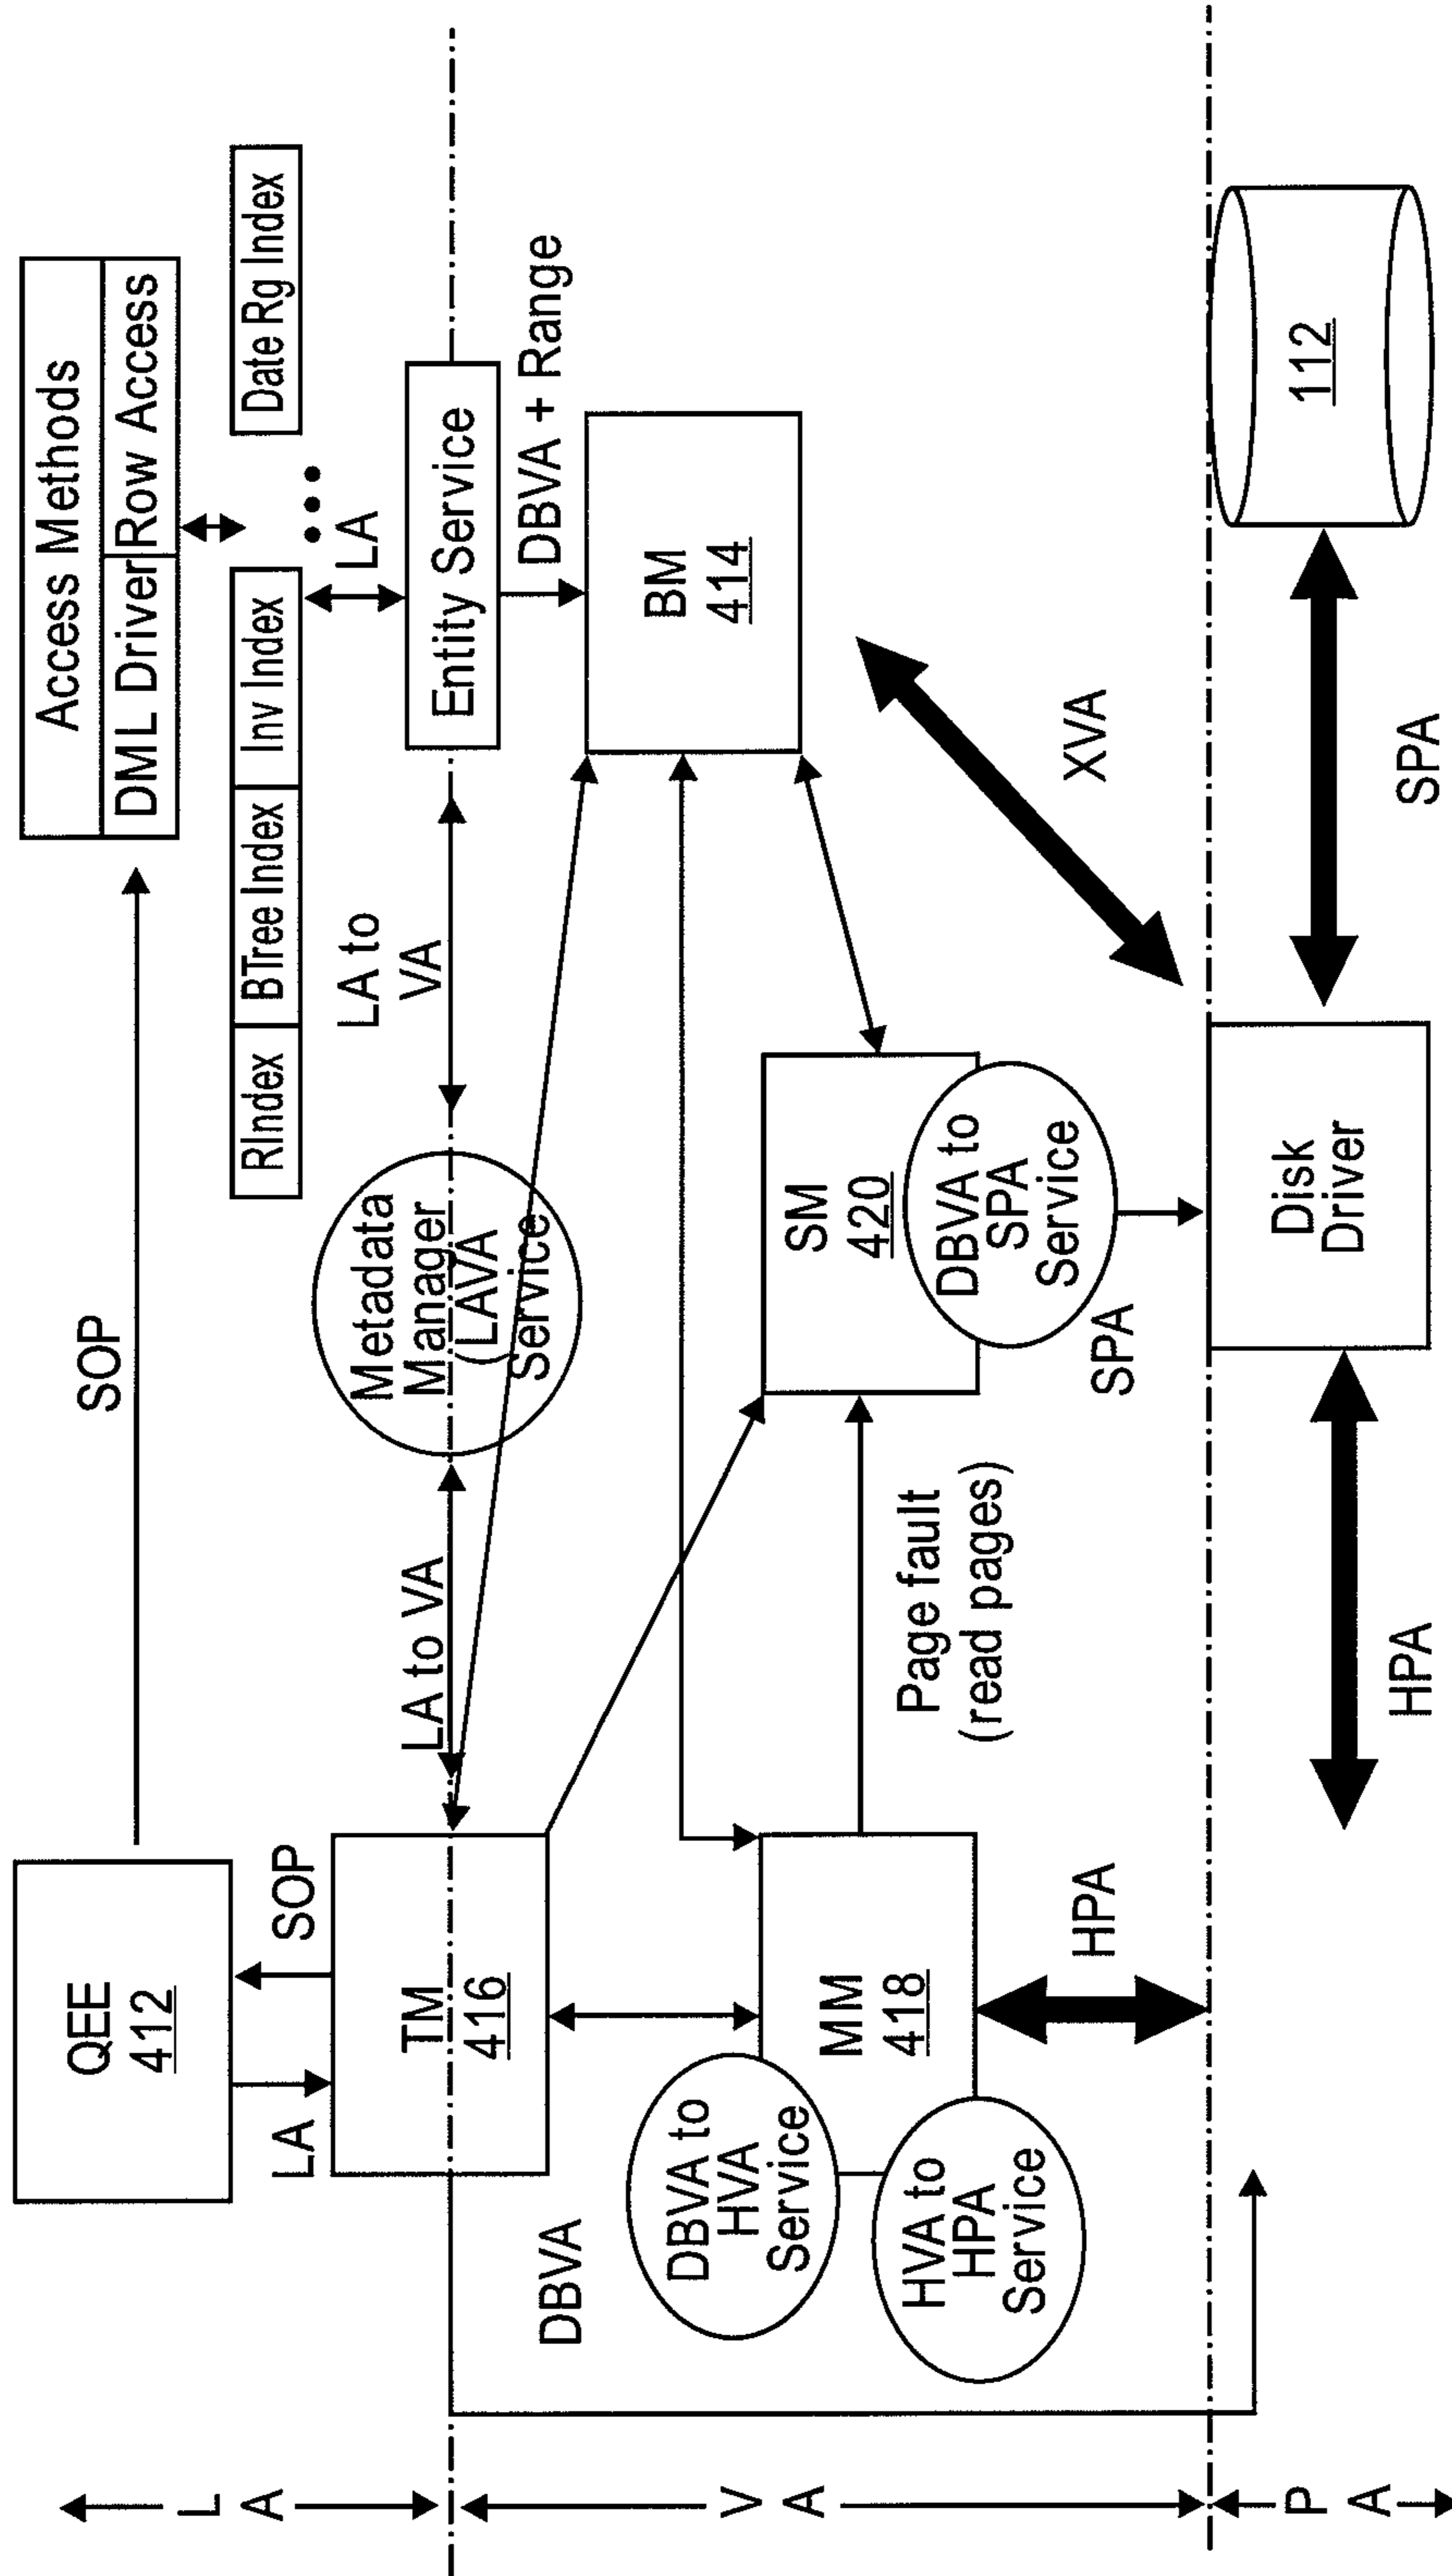 QEE
412
SOP
Access Methods
DML Driver
Row Access
LA
SOP
RIndex
BTree Index
Inv Index
Date Rg Index
LA
TM
416
LA to VA
Metadata
Manager
(LAVA
Service
LA to
VA
Entity Service
DBVA + Range
DBVA
BM
414
DBVA to
HVA
Service
MM
418
HVA to
HPA
Service
Page fault
(read pages)
SM
420
DBVA to
SPA
Service
XVA
HPA
SPA
Disk
Driver
112
HPA
SPA
L
A
V
A
P
A